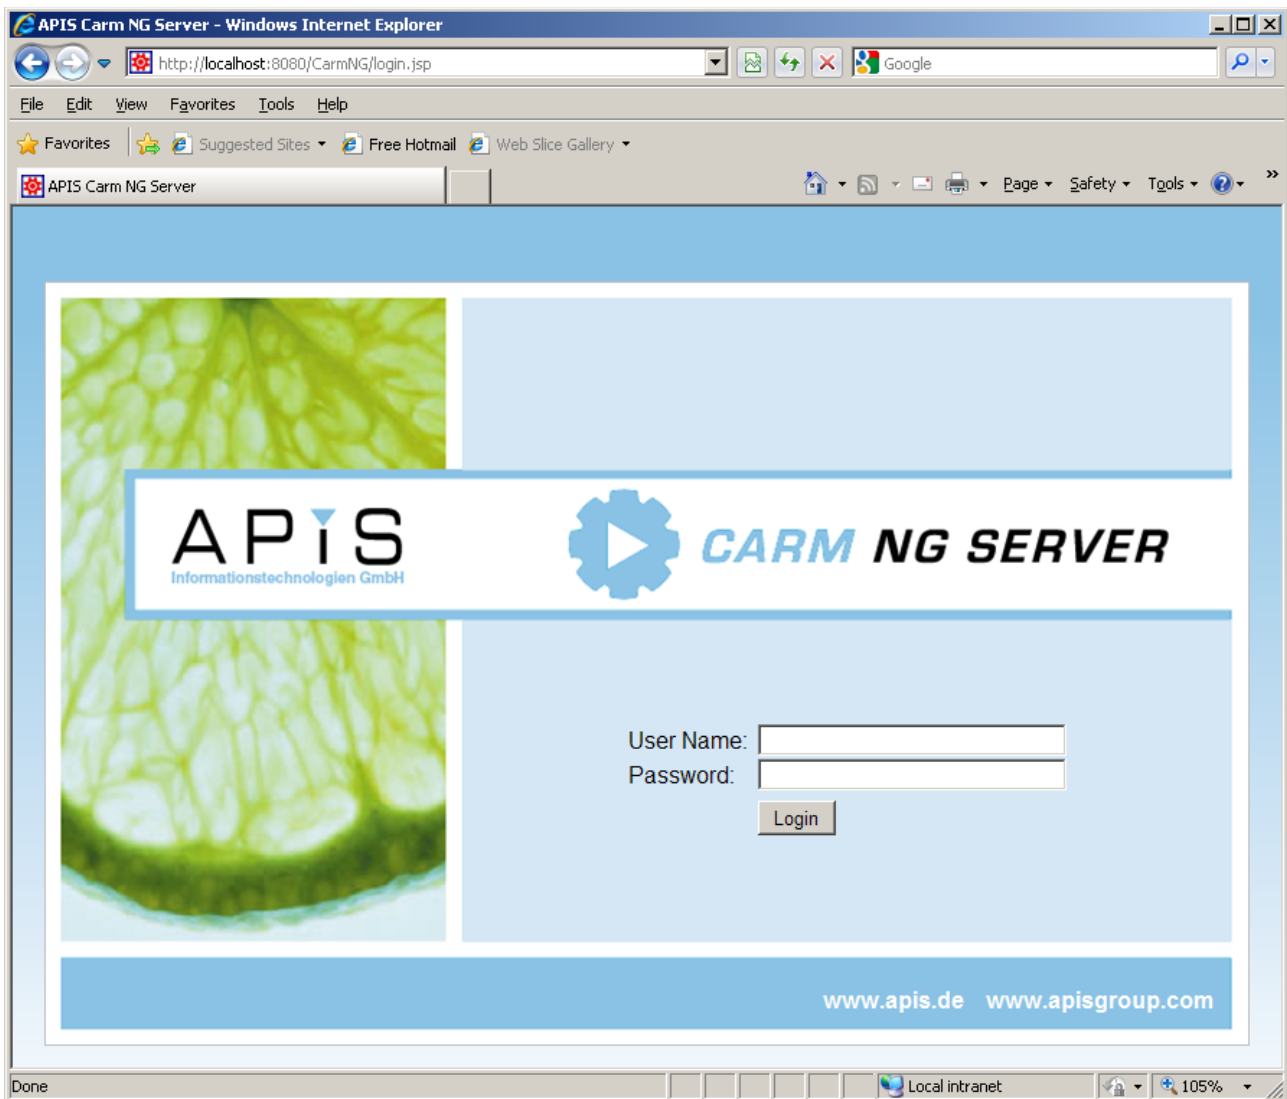 APIS Carm NG Server - Windows Internet Explorer
http://localhost:8080/CarmNG/login.jsp
Google
File Edit View Favorites Tools Help
Favorites Suggested Sites Free Hotmail Web Slice Gallery
APIS Carm NG Server
Page Safety Tools »
APiS
Informationstechnologien GmbH
CARM NG SERVER
User Name:
Password:
Login
www.apis.de www.apisgroup.com
Done
Local intranet
105%